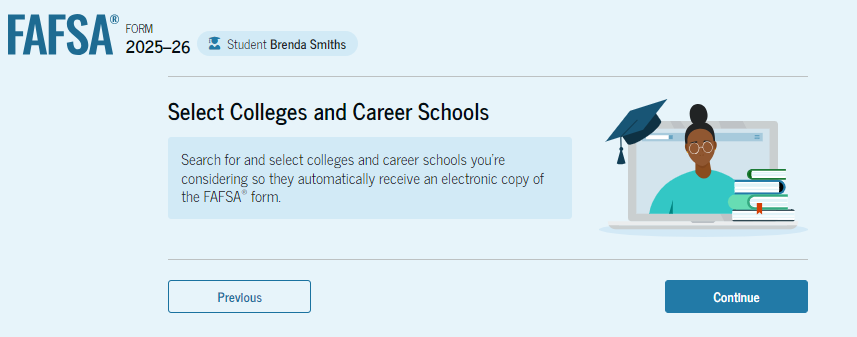 FAFSA®
FORM
2025–26
Student Brenda Smiths
Select Colleges and Career Schools
Search for and select colleges and career schools you're
considering so they automatically receive an electronic copy of
the FAFSA® form.
Previous
Continue